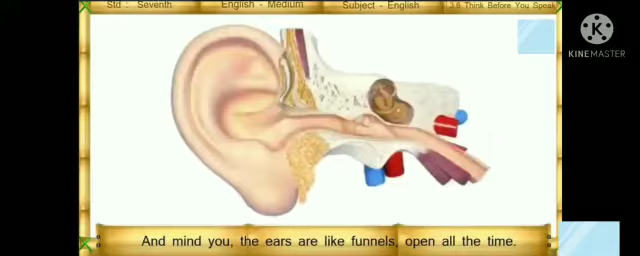 Std : Seventh English - Medium Subject - English 3.6 Think Before You Speak
KINEMASTER
And mind you, the ears are like funnels, open all the time.